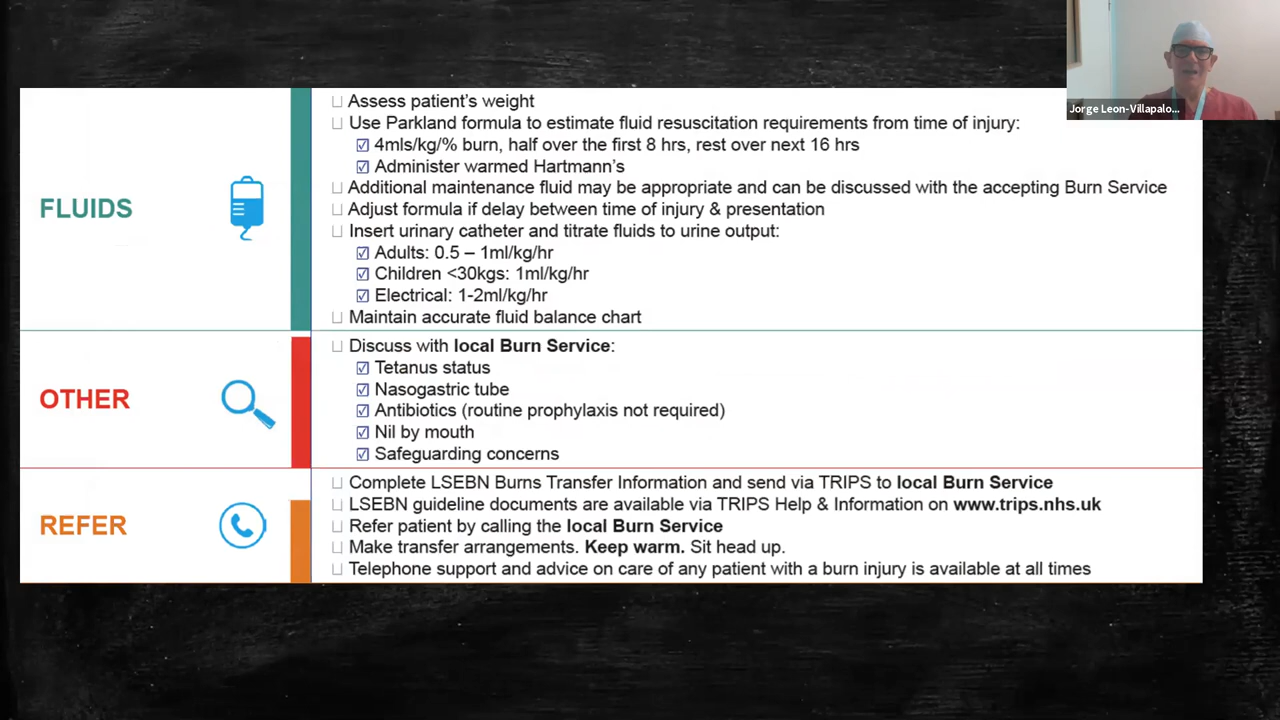 Jorge Leon-Villapalo...
FLUIDS
☐ Assess patient's weight
☐ Use Parkland formula to estimate fluid resuscitation requirements from time of injury:
☑ 4mls/kg/% burn, half over the first 8 hrs, rest over next 16 hrs
☑ Administer warmed Hartmann's
☐ Additional maintenance fluid may be appropriate and can be discussed with the accepting Burn Service
☐ Adjust formula if delay between time of injury & presentation
☐ Insert urinary catheter and titrate fluids to urine output:
☑ Adults: 0.5 – 1ml/kg/hr
☑ Children <30kgs: 1ml/kg/hr
☑ Electrical: 1-2ml/kg/hr
☐ Maintain accurate fluid balance chart
OTHER
☐ Discuss with local Burn Service:
☑ Tetanus status
☑ Nasogastric tube
☑ Antibiotics (routine prophylaxis not required)
☑ Nil by mouth
☑ Safeguarding concerns
REFER
☐ Complete LSEBN Burns Transfer Information and send via TRIPS to local Burn Service
☐ LSEBN guideline documents are available via TRIPS Help & Information on www.trips.nhs.uk
☐ Refer patient by calling the local Burn Service
☐ Make transfer arrangements. Keep warm. Sit head up.
☐ Telephone support and advice on care of any patient with a burn injury is available at all times